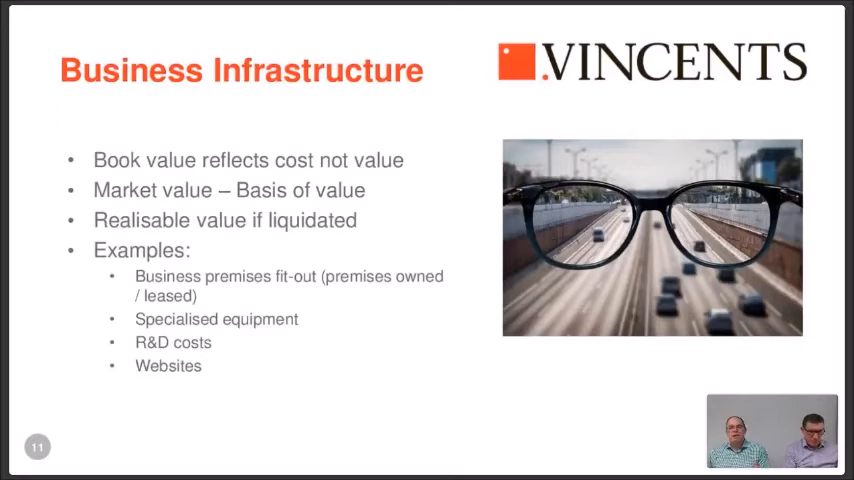 Business Infrastructure
.VINCENTS
• Book value reflects cost not value
• Market value – Basis of value
• Realisable value if liquidated
• Examples:
• Business premises fit-out (premises owned
/ leased)
• Specialised equipment
• R&D costs
• Websites
11